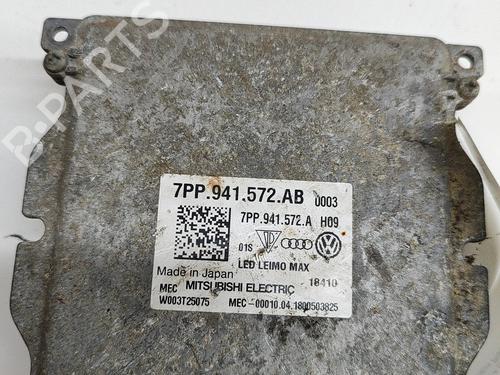 B-PARTS
7PP.941.572.AB 0003
7PP.941.572.A H09
01S
LED LEIMO MAX
Made in Japan 18410
MEC MITSUBISHI ELECTRIC
W003T25075 MEC-00010.04.1800503825